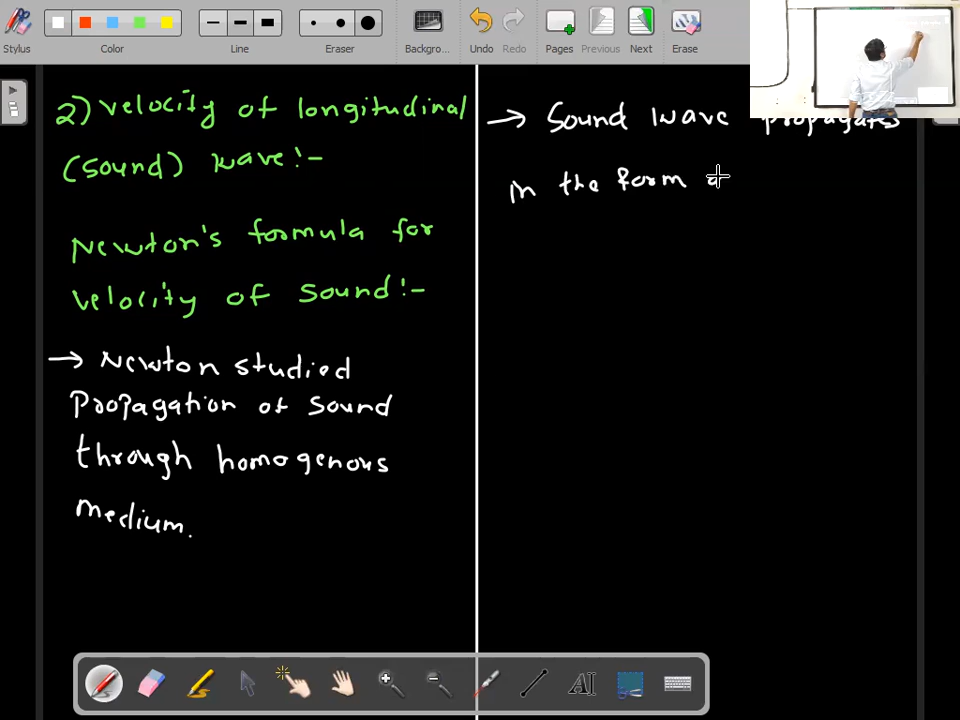 Stylus
Color
Line
Eraser
Backgro...
Undo
Redo
Pages
Previous
Next
Erase
2) Velocity of longitudinal
(Sound) wave :-
Newton's formula for
velocity of sound :-
→ Newton studied
Propagation of sound
through homogenous
medium.
→ Sound wave propagates
in the form